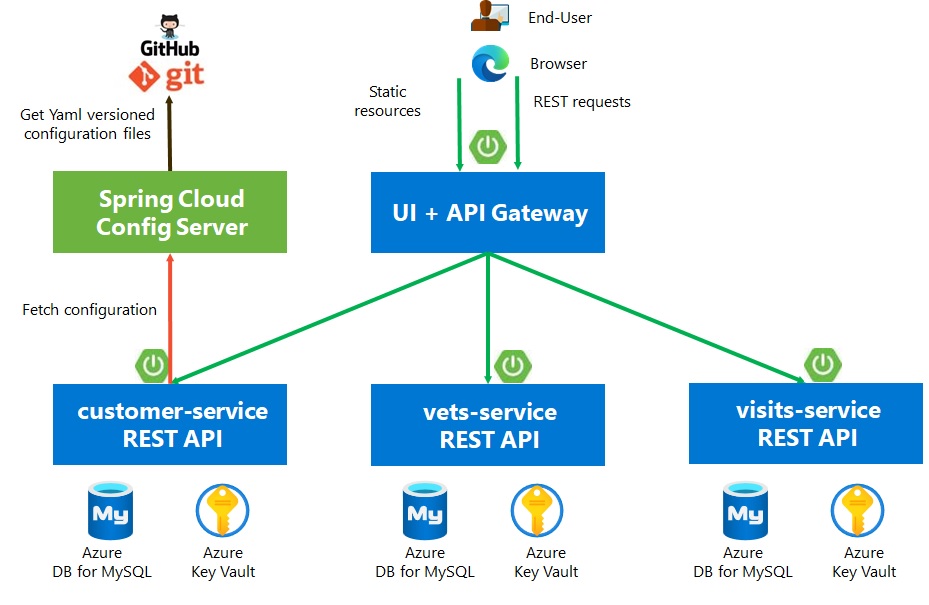 End-User
GitHub
git
Browser
Static
resources
REST requests
Get Yaml versioned
configuration files
Spring Cloud
Config Server
UI + API Gateway
Fetch configuration
customer-service
REST API
vets-service
REST API
visits-service
REST API
My
My
My
Azure
DB for MySQL
Azure
Key Vault
Azure
DB for MySQL
Azure
Key Vault
Azure
DB for MySQL
Azure
Key Vault